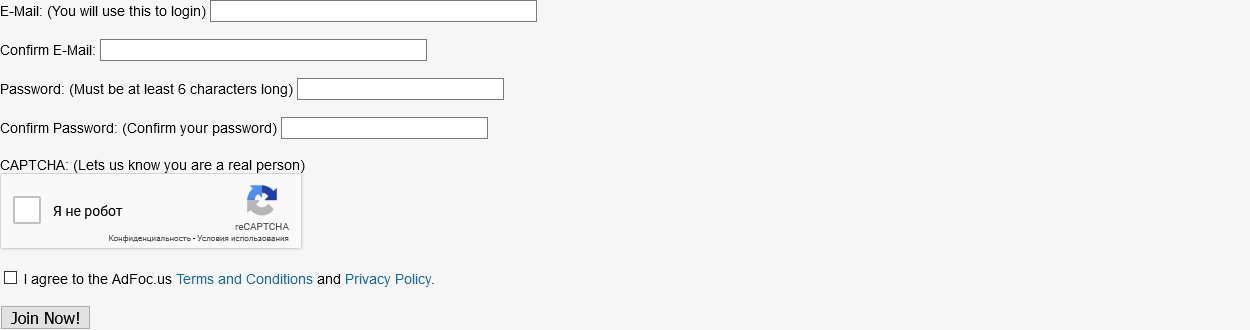 E-Mail: (You will use this to login)
Confirm E-Mail:
Password: (Must be at least 6 characters long)
Confirm Password: (Confirm your password)
CAPTCHA: (Lets us know you are a real person)
Я не робот
reCAPTCHA
Конфиденциальность - Условия использования
I agree to the AdFoc.us Terms and Conditions and Privacy Policy.
Join Now!